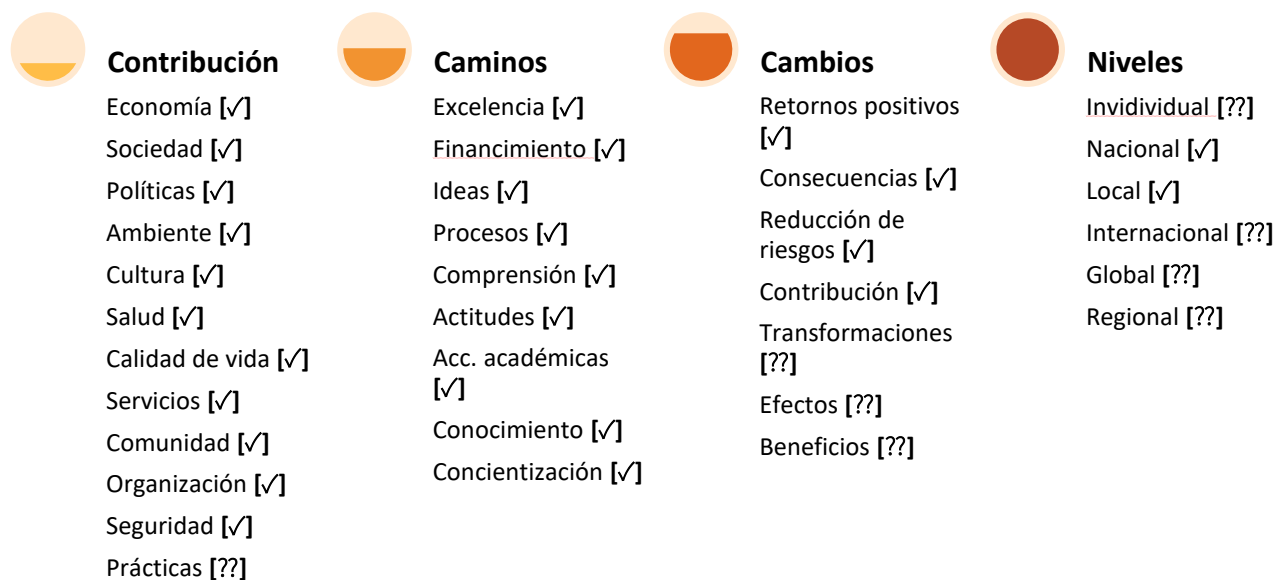 Contribución
Economía [✓]
Sociedad [✓]
Políticas [✓]
Ambiente [✓]
Cultura [✓]
Salud [✓]
Calidad de vida [✓]
Servicios [✓]
Comunidad [✓]
Organización [✓]
Seguridad [✓]
Prácticas [??]
Caminos
Excelencia [✓]
Financimiento [✓]
Ideas [✓]
Procesos [✓]
Comprensión [✓]
Actitudes [✓]
Acc. académicas
[✓]
Conocimiento [✓]
Concientización [✓]
Cambios
Retornos positivos
[✓]
Consecuencias [✓]
Reducción de
riesgos [✓]
Contribución [✓]
Transformaciones
[??]
Efectos [??]
Beneficios [??]
Niveles
Invidividual [??]
Nacional [✓]
Local [✓]
Internacional [??]
Global [??]
Regional [??]